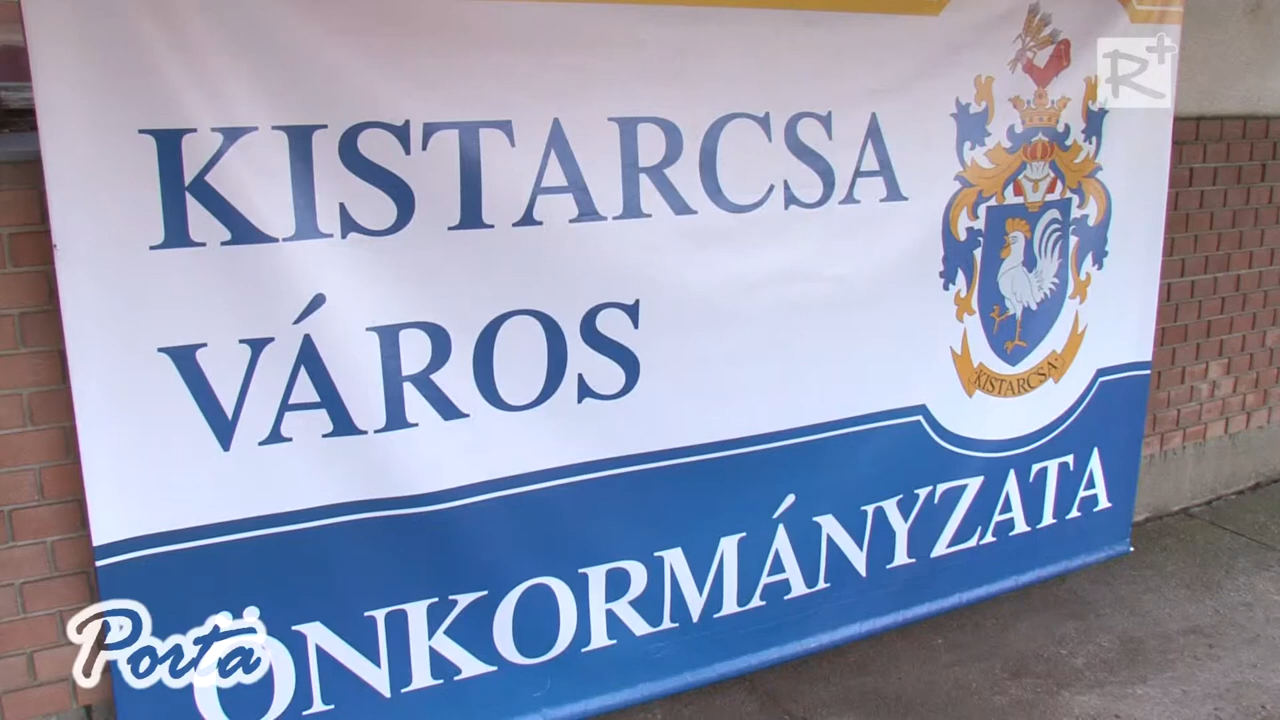 R+
KISTARCSA
VÁROS
KISTARCSA
ÖNKORMÁNYZATA
Porta